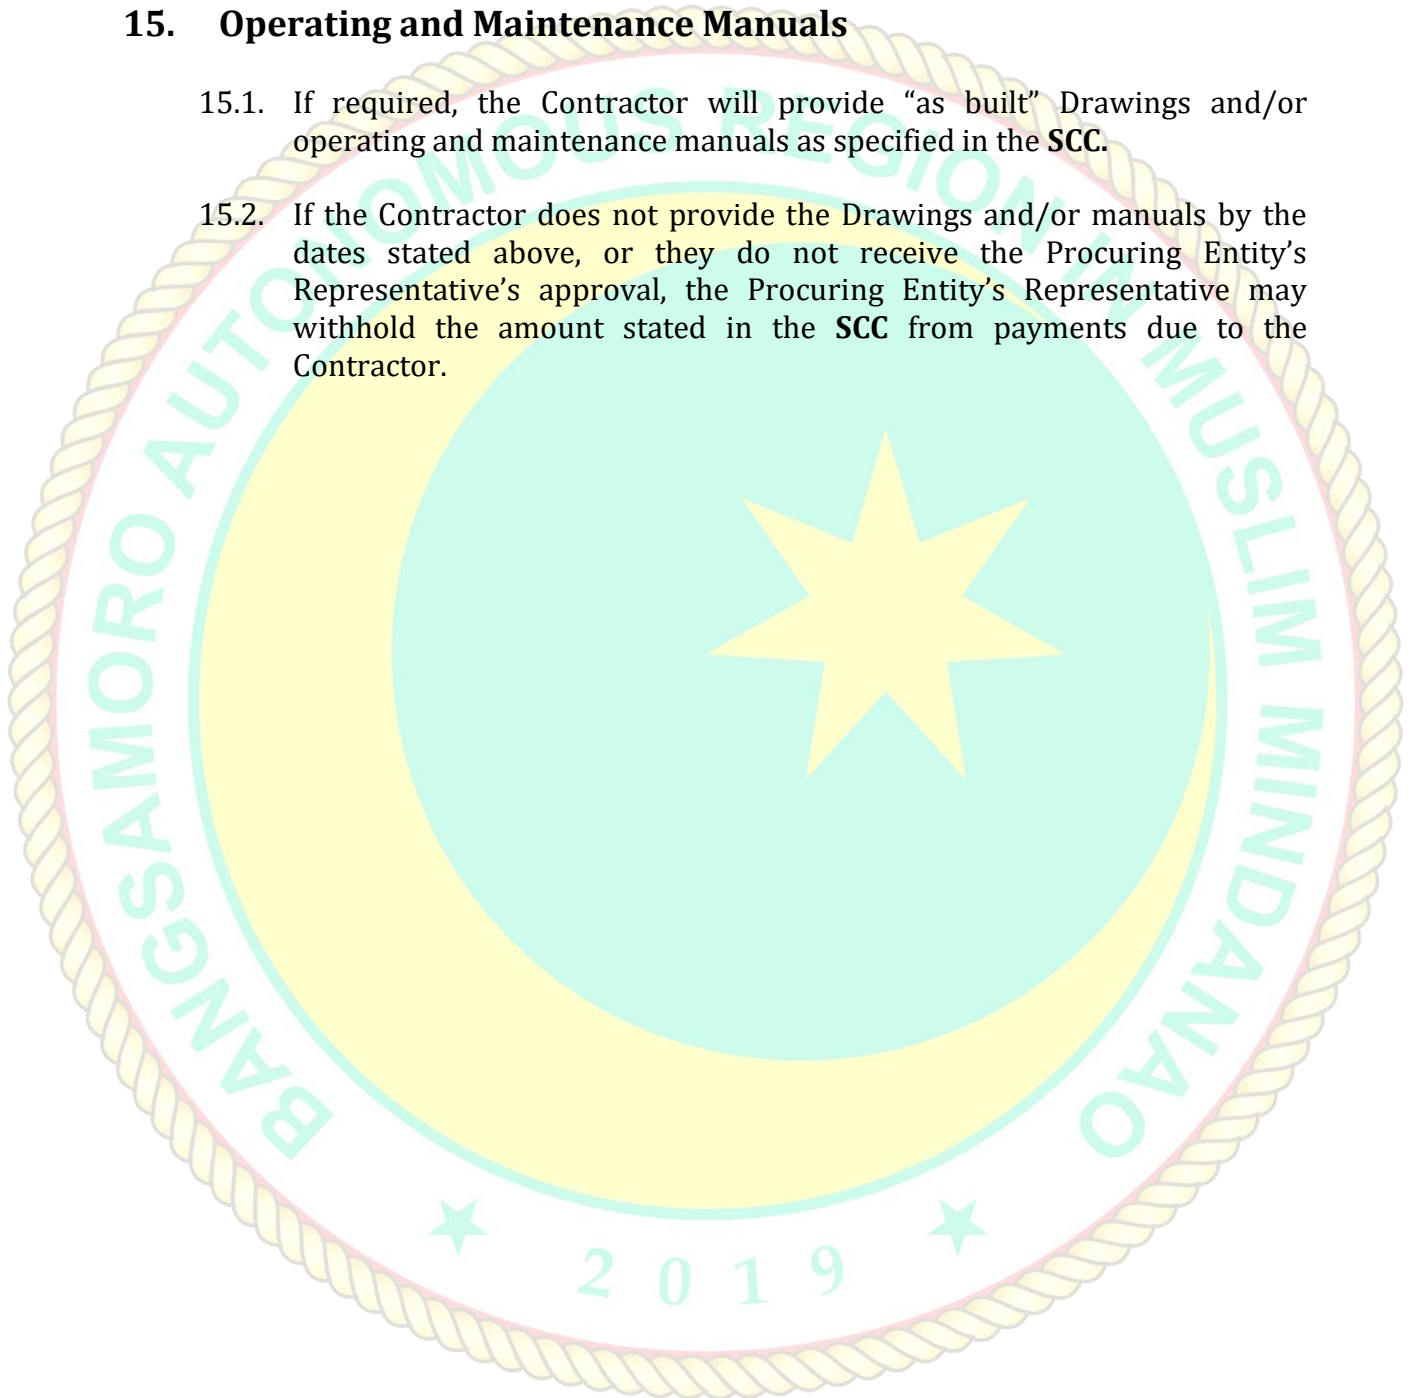 15. Operating and Maintenance Manuals
15.1. If required, the Contractor will provide “as built” Drawings and/or
operating and maintenance manuals as specified in the SCC.
15.2. If the Contractor does not provide the Drawings and/or manuals by the
dates stated above, or they do not receive the Procuring Entity’s
Representative’s approval, the Procuring Entity’s Representative may
withhold the amount stated in the SCC from payments due to the
Contractor.
BANGSAMORO AUTONOMOUS REGION IN MUSLIM MINDANAO
2019